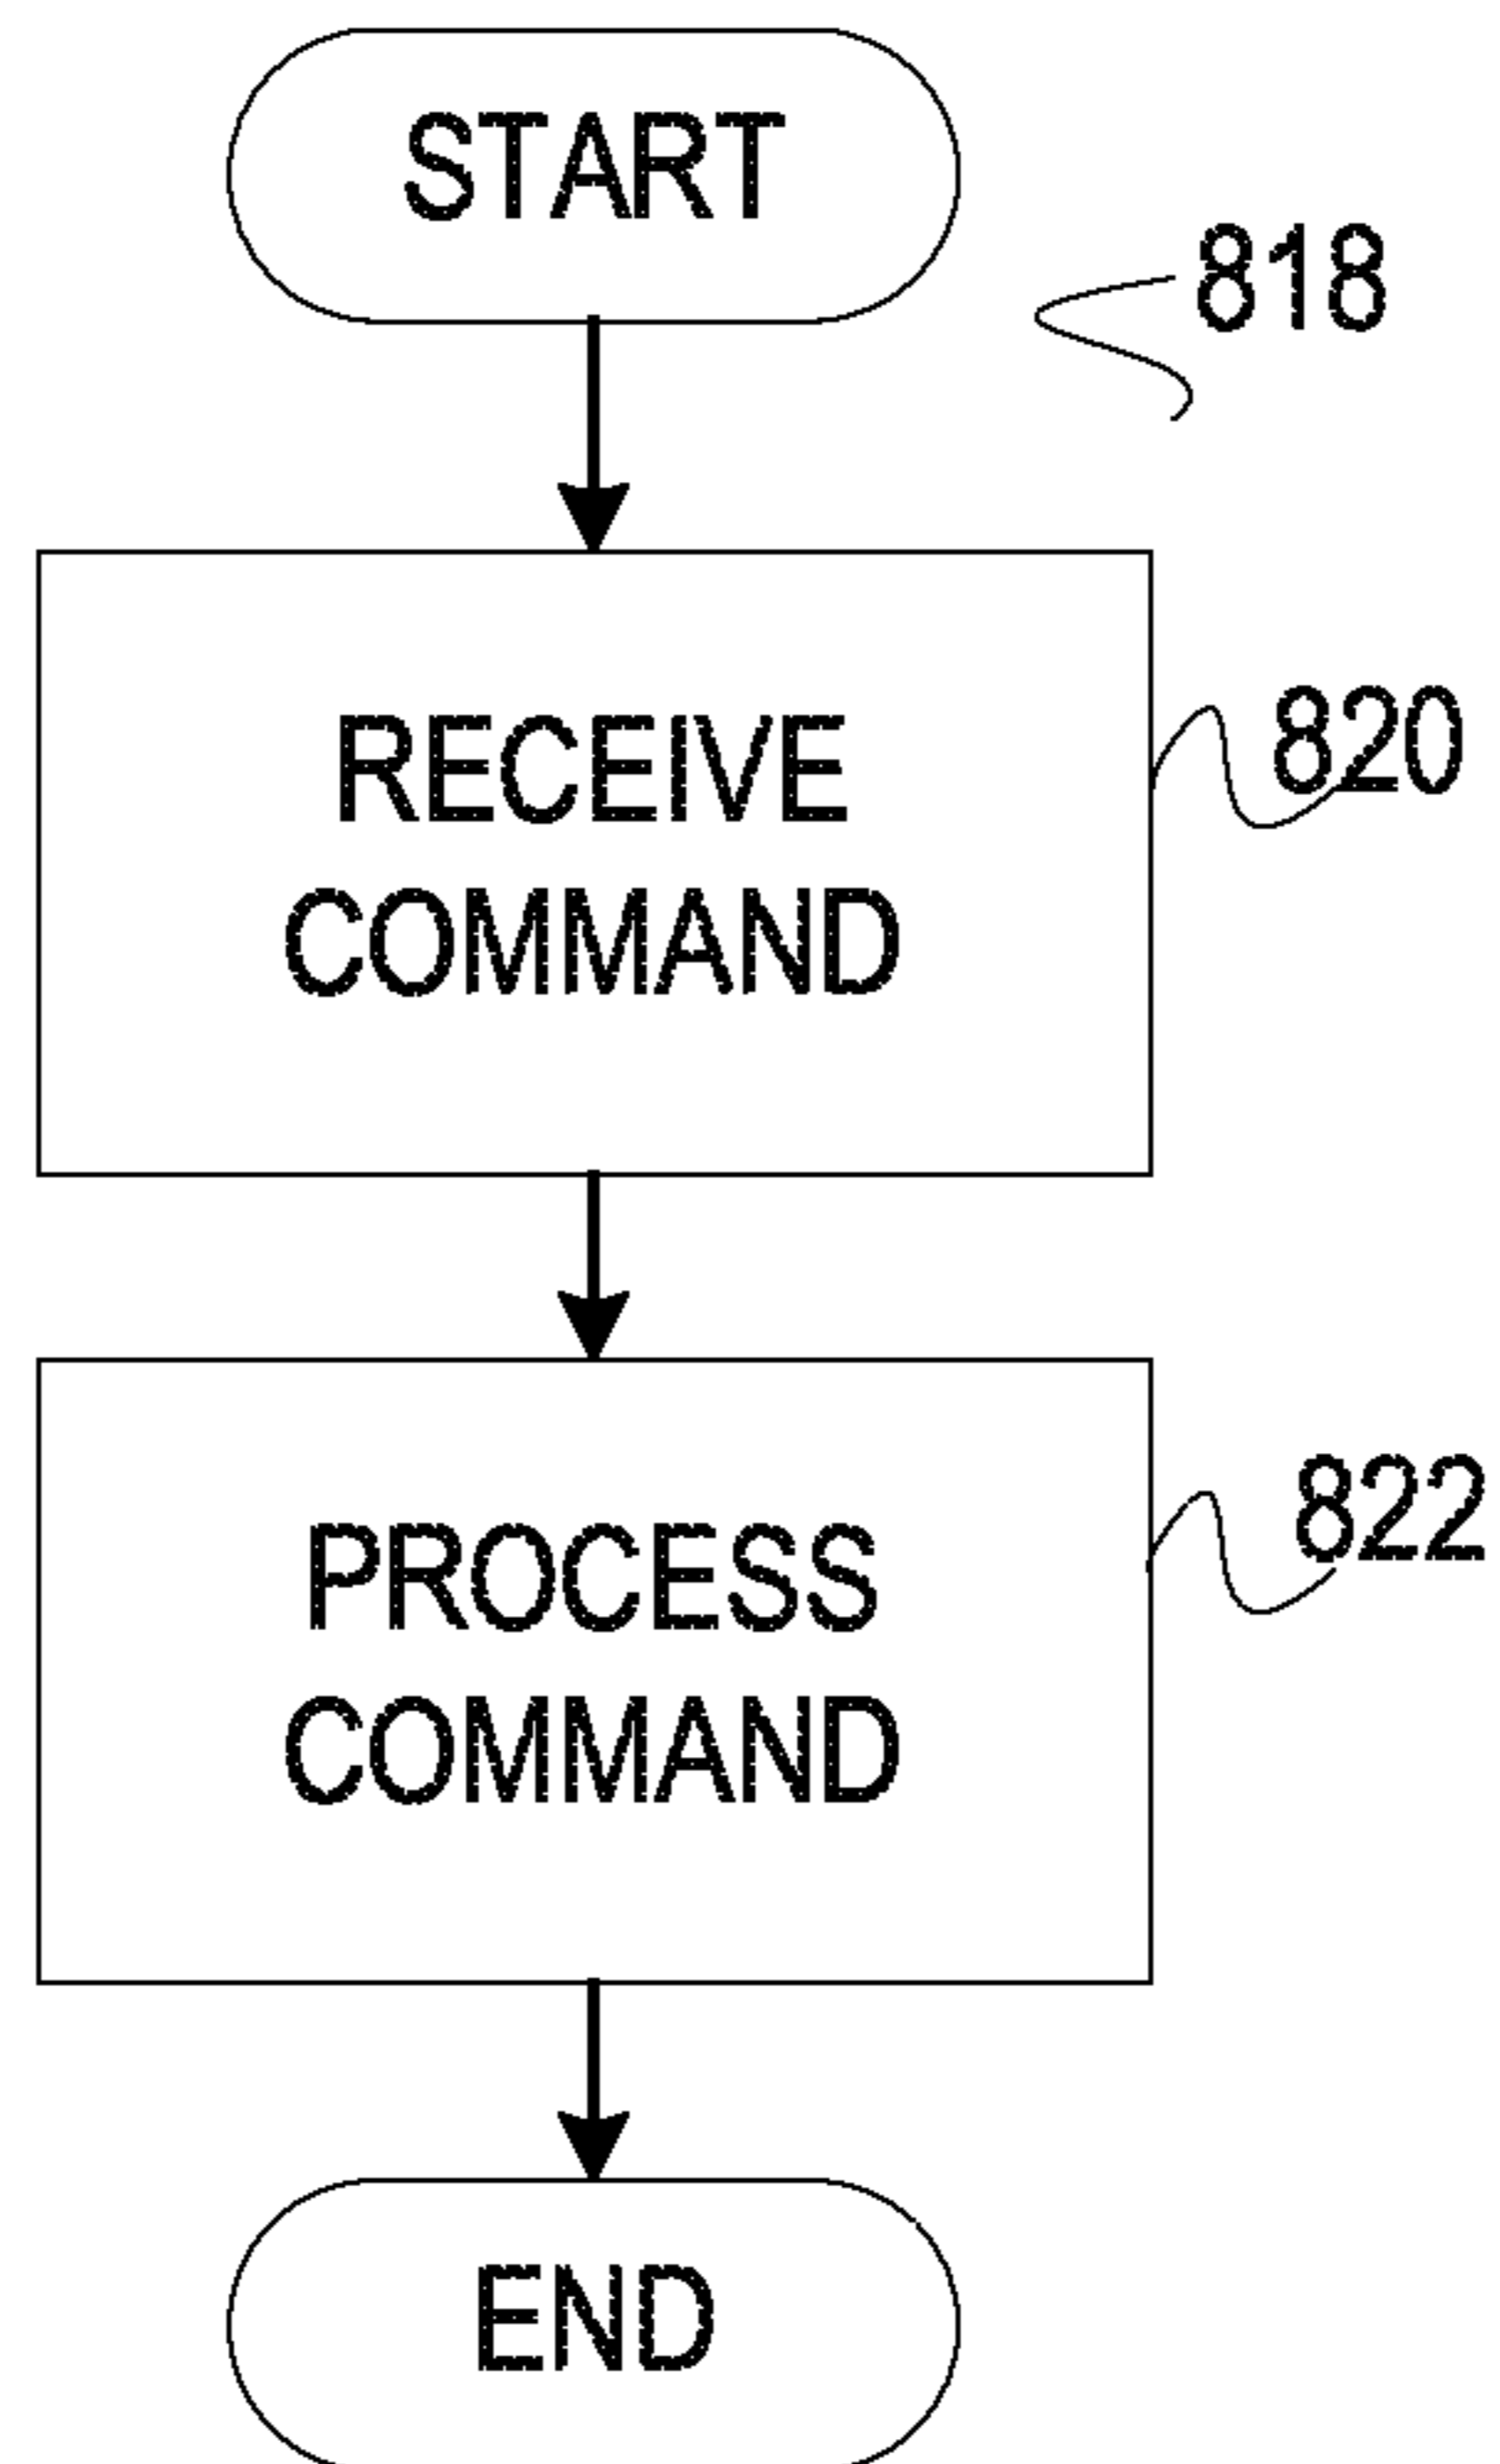 START
818
RECEIVE
COMMAND
820
PROCESS
COMMAND
822
END